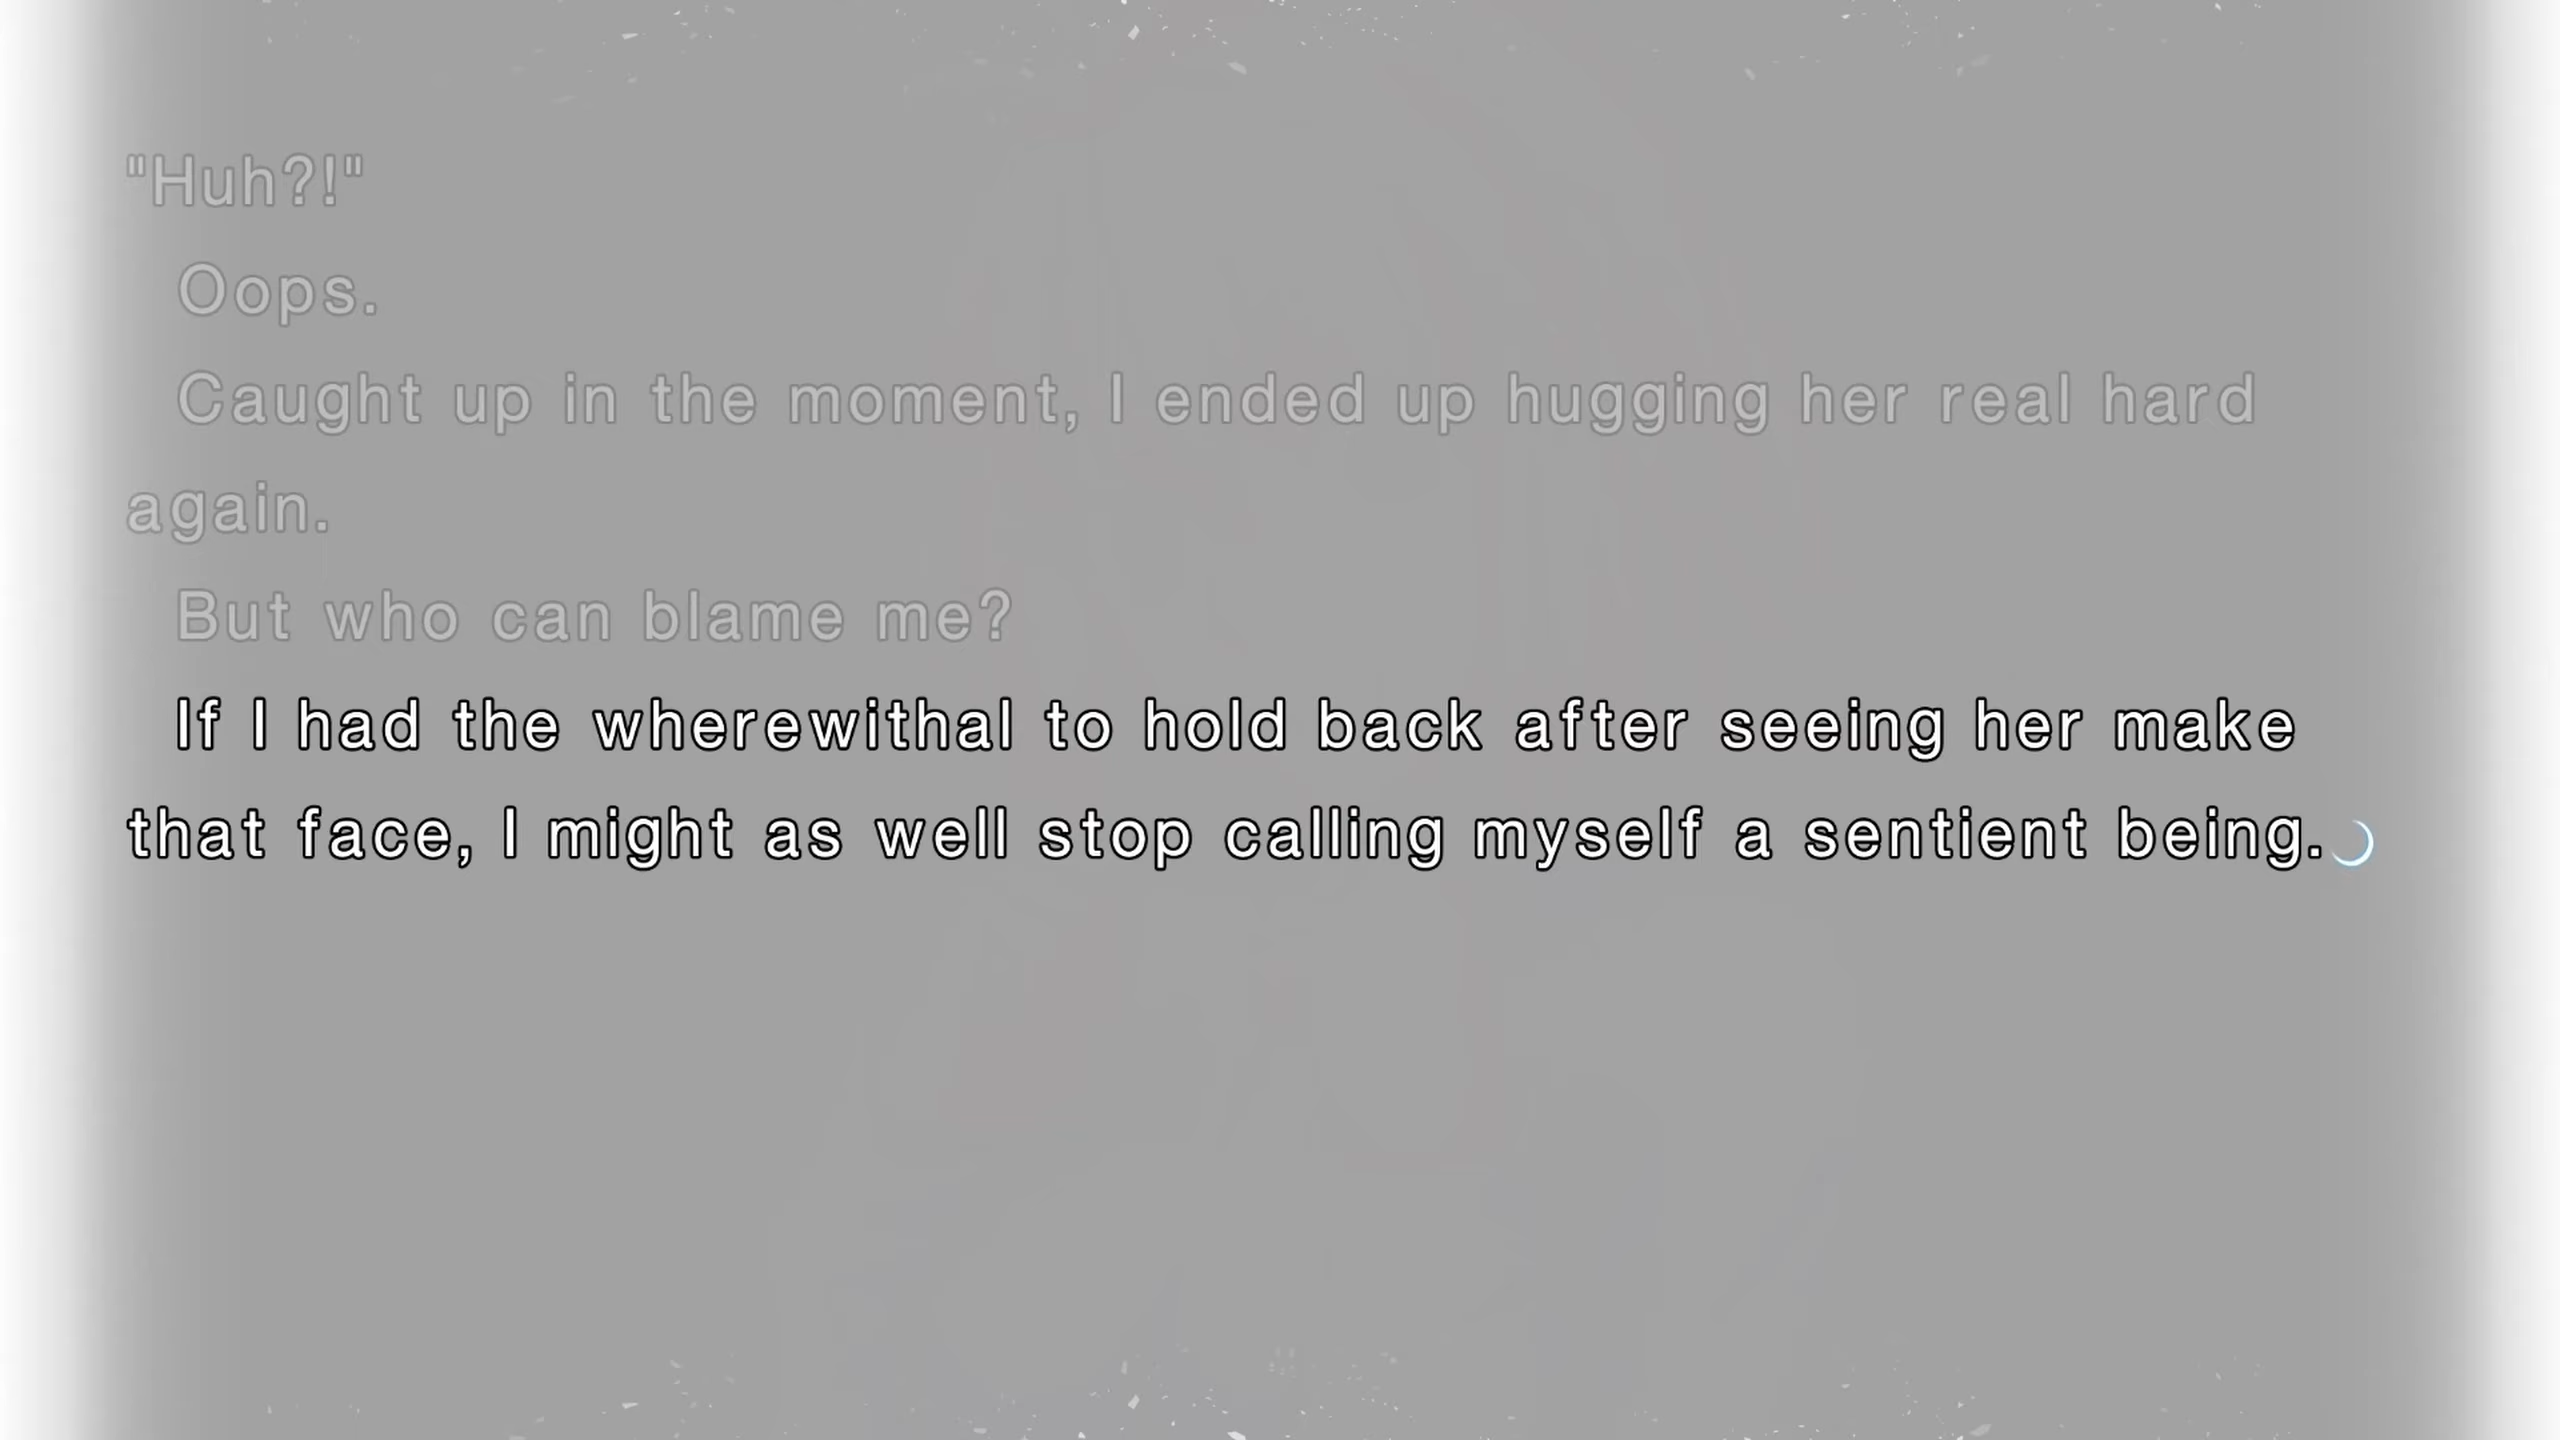 "Huh?!"
Oops.
Caught up in the moment, I ended up hugging her real hard
again.
But who can blame me?
If I had the wherewithal to hold back after seeing her make
that face, I might as well stop calling myself a sentient being.